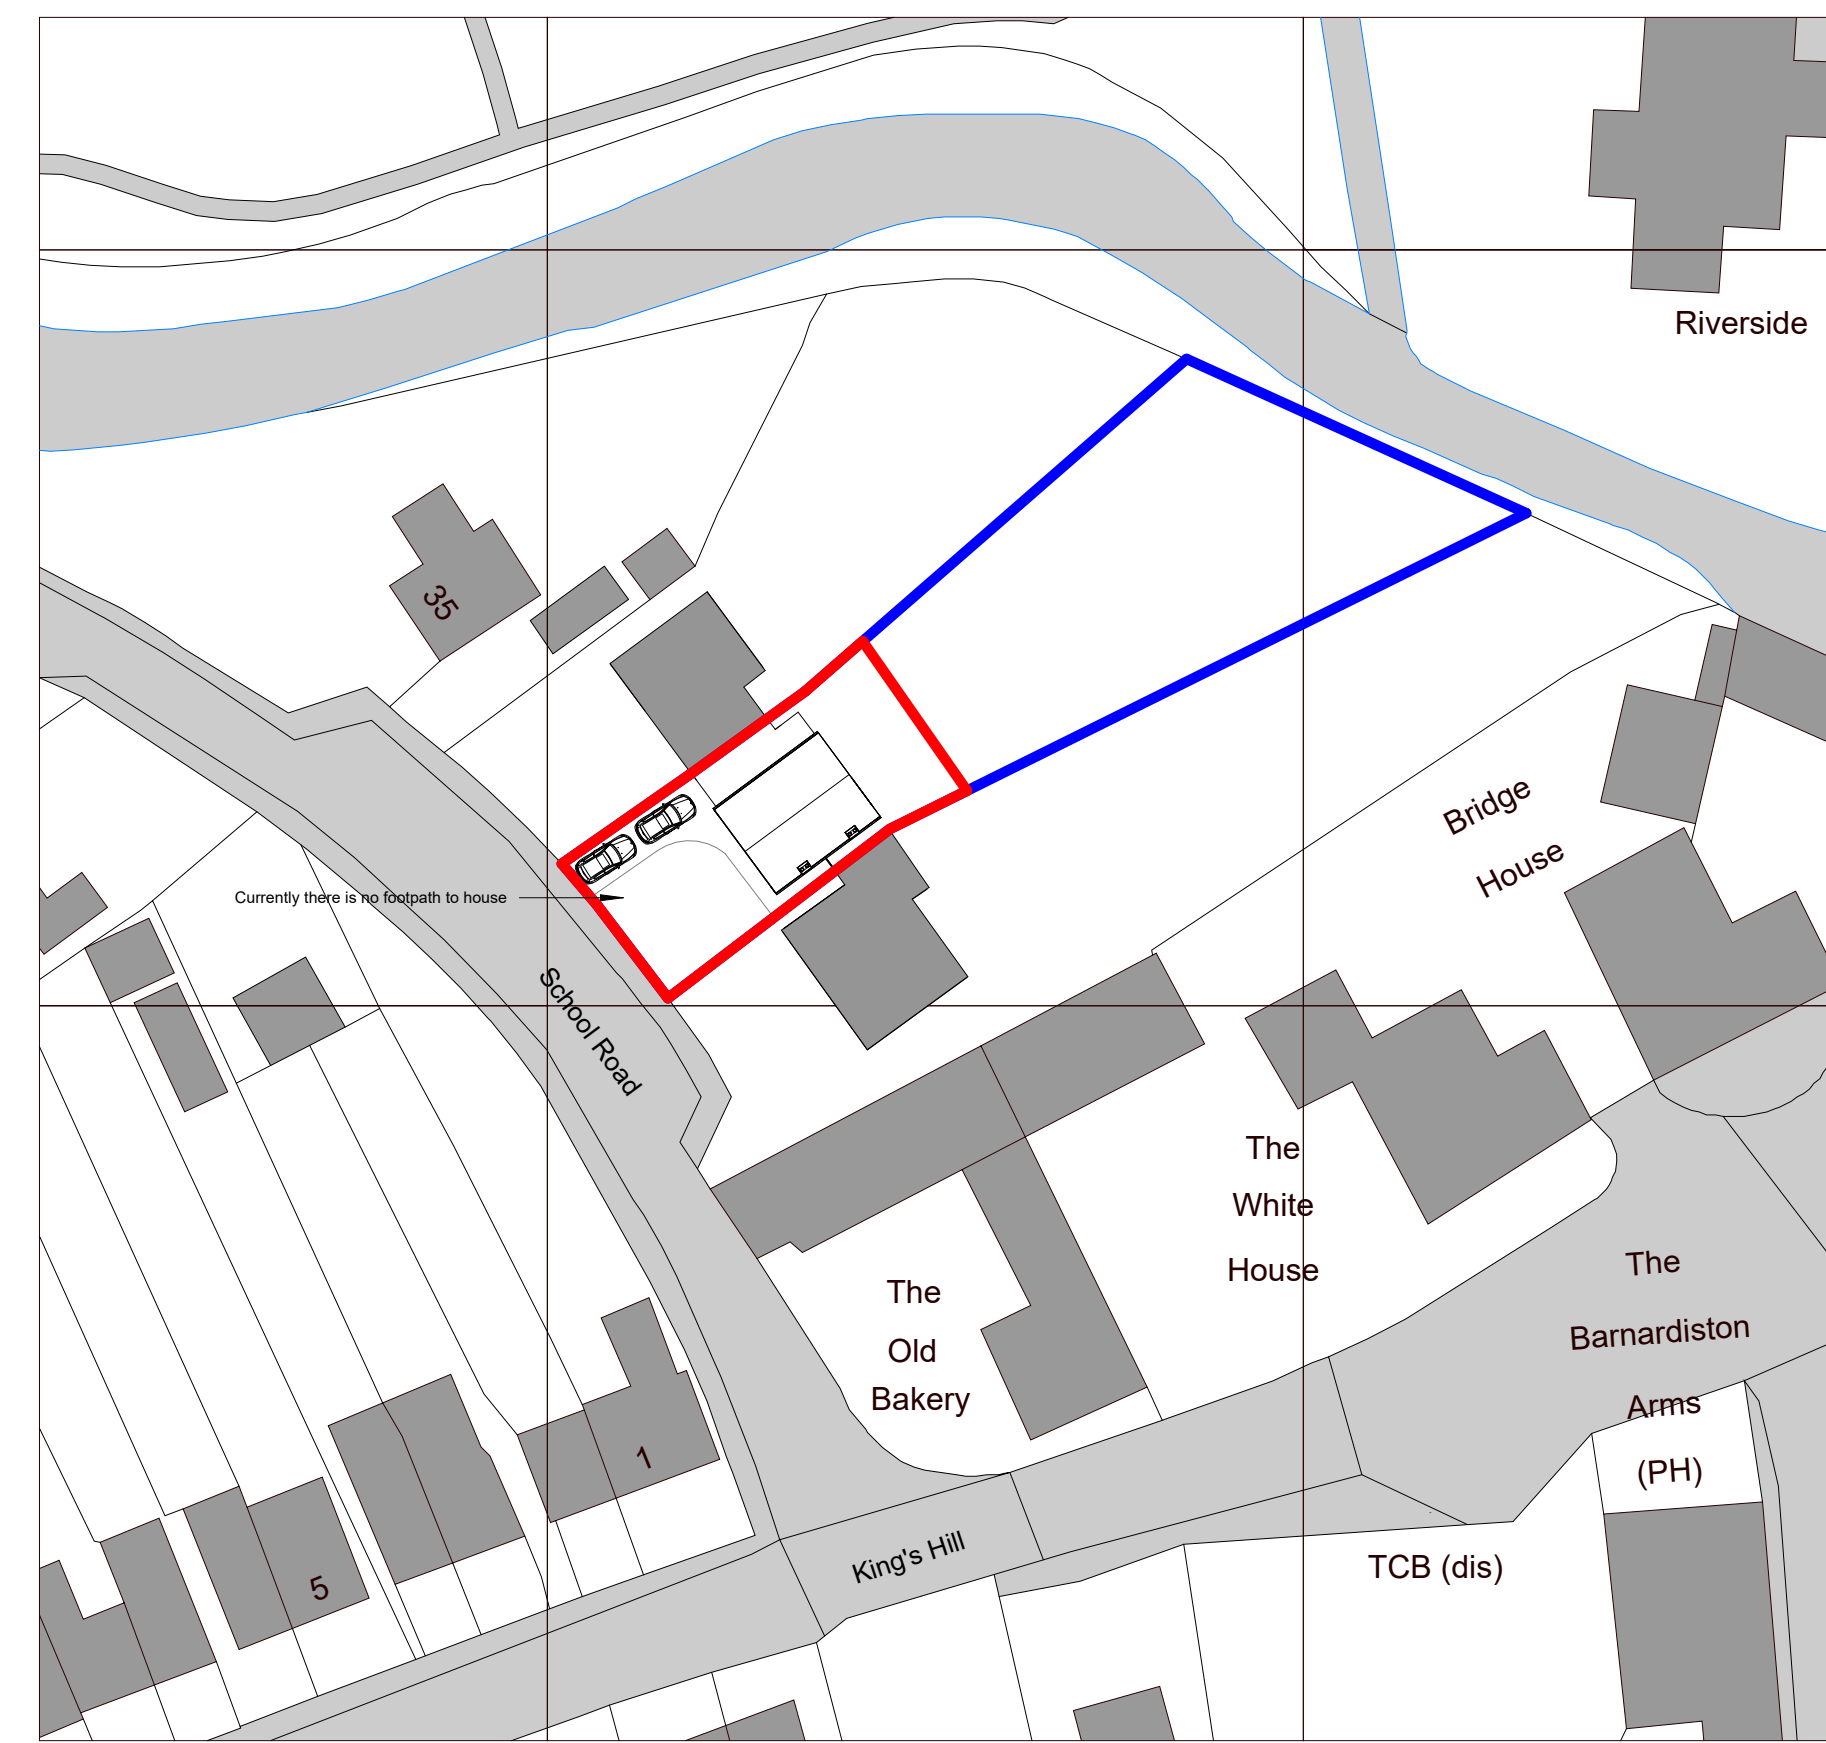 Riverside
35
Bridge
House
Currently there is no footpath to house
School Road
The
White
House
The
Old
Bakery
The
Barnardiston
Arms
(PH)
1
5
King's Hill
TCB (dis)